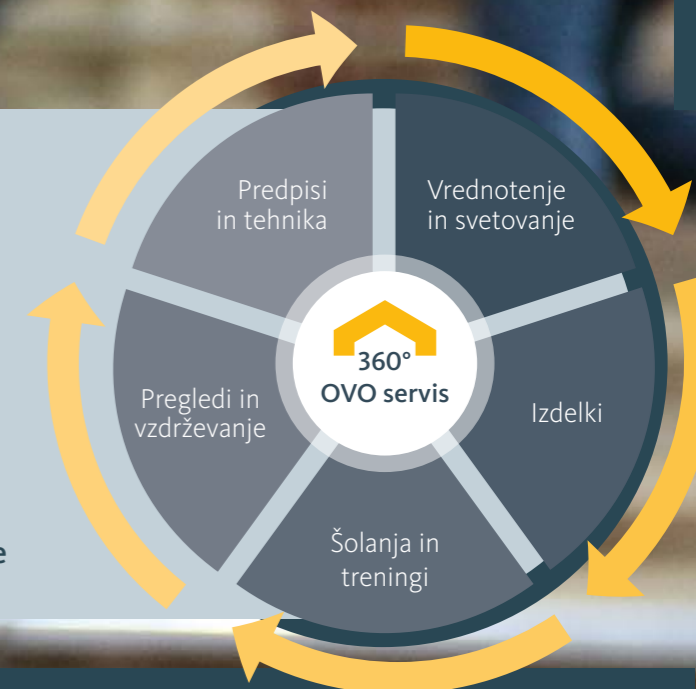 Predpisi
in tehnika
Vrednotenje
in svetovanje
360°
OVO servis
Pregledi in
vzdrževanje
Izdelki
Šolanja in
treningi
e